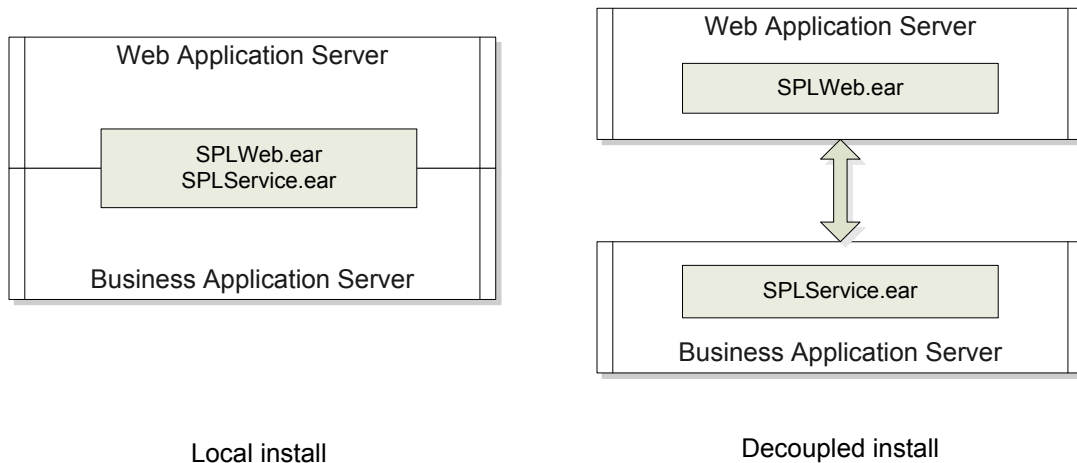 Web Application Server
SPLWeb.ear
SPLService.ear
Business Application Server
Local install
Web Application Server
SPLWeb.ear
SPLService.ear
Business Application Server
Decoupled install